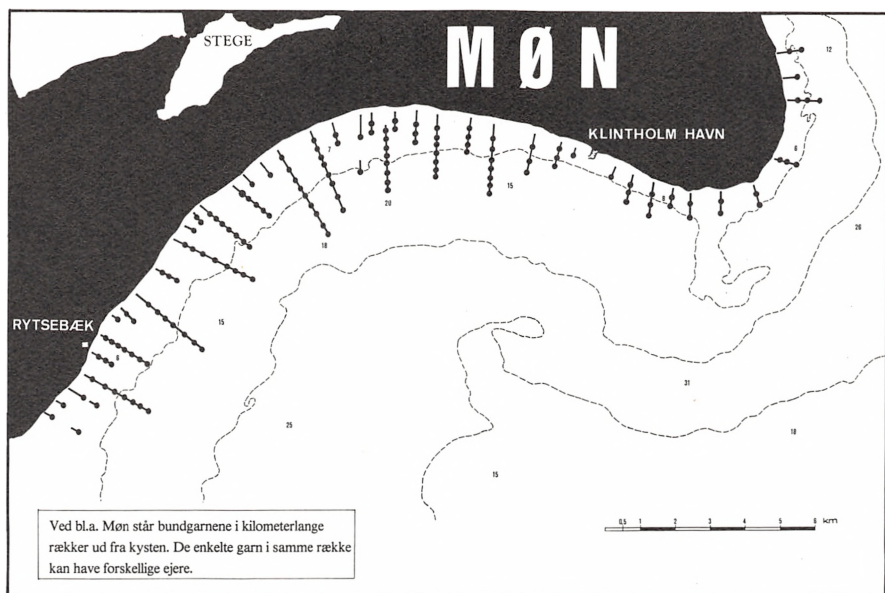 STEGE
MØN
KLINTHOLM HAVN
RYTSEBÆK
12
6
26
7
15
20
8
18
15
6
25
31
18
15
0,5 1 2 3 4 5 6 km
Ved bl.a. Møn står bundgarnene i kilometerlange
rækker ud fra kysten. De enkelte garn i samme række
kan have forskellige ejere.